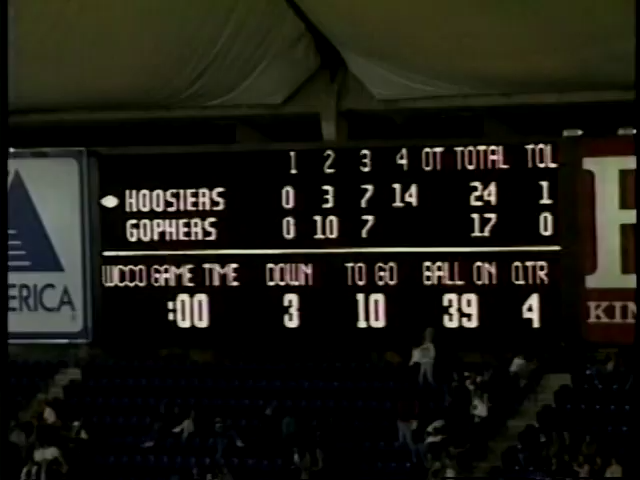 1 2 3 4 OT TOTAL TOL
HOOSIERS 0 3 7 14 24 1
GOPHERS 0 10 7 17 0
WCCO GAME TIME DOWN TO GO BALL ON QTR
:00 3 10 39 4
ERICA
KIN